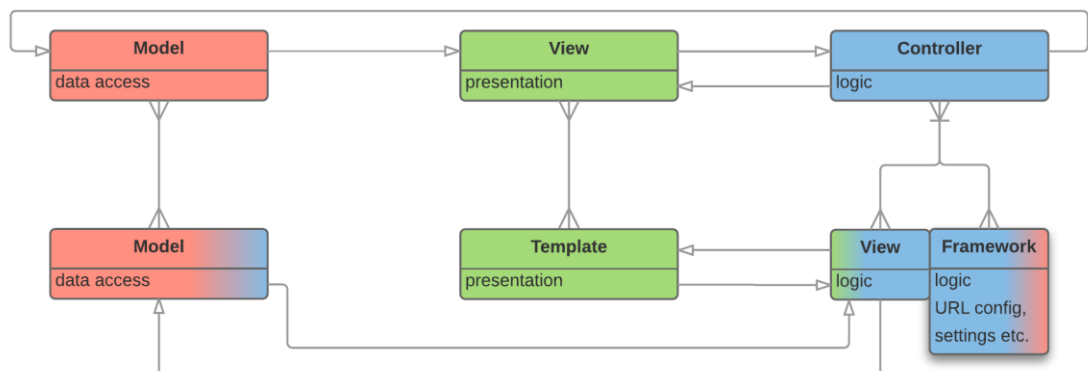 Model
data access
View
presentation
Controller
logic
Model
data access
Template
presentation
View
logic
Framework
logic
URL config,
settings etc.